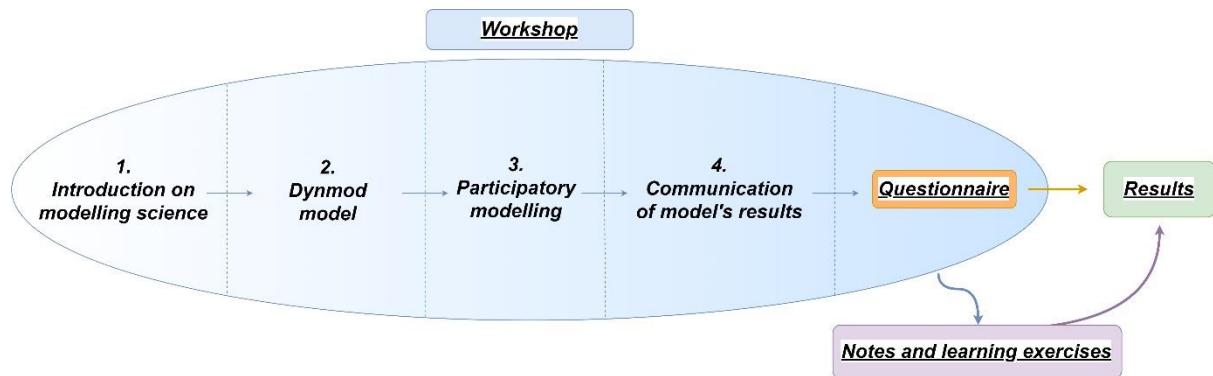 Workshop
1.
Introduction on
modelling science
2.
Dynmod
model
3.
Participatory
modelling
4.
Communication
of model's results
Questionnaire
Results
Notes and learning exercises